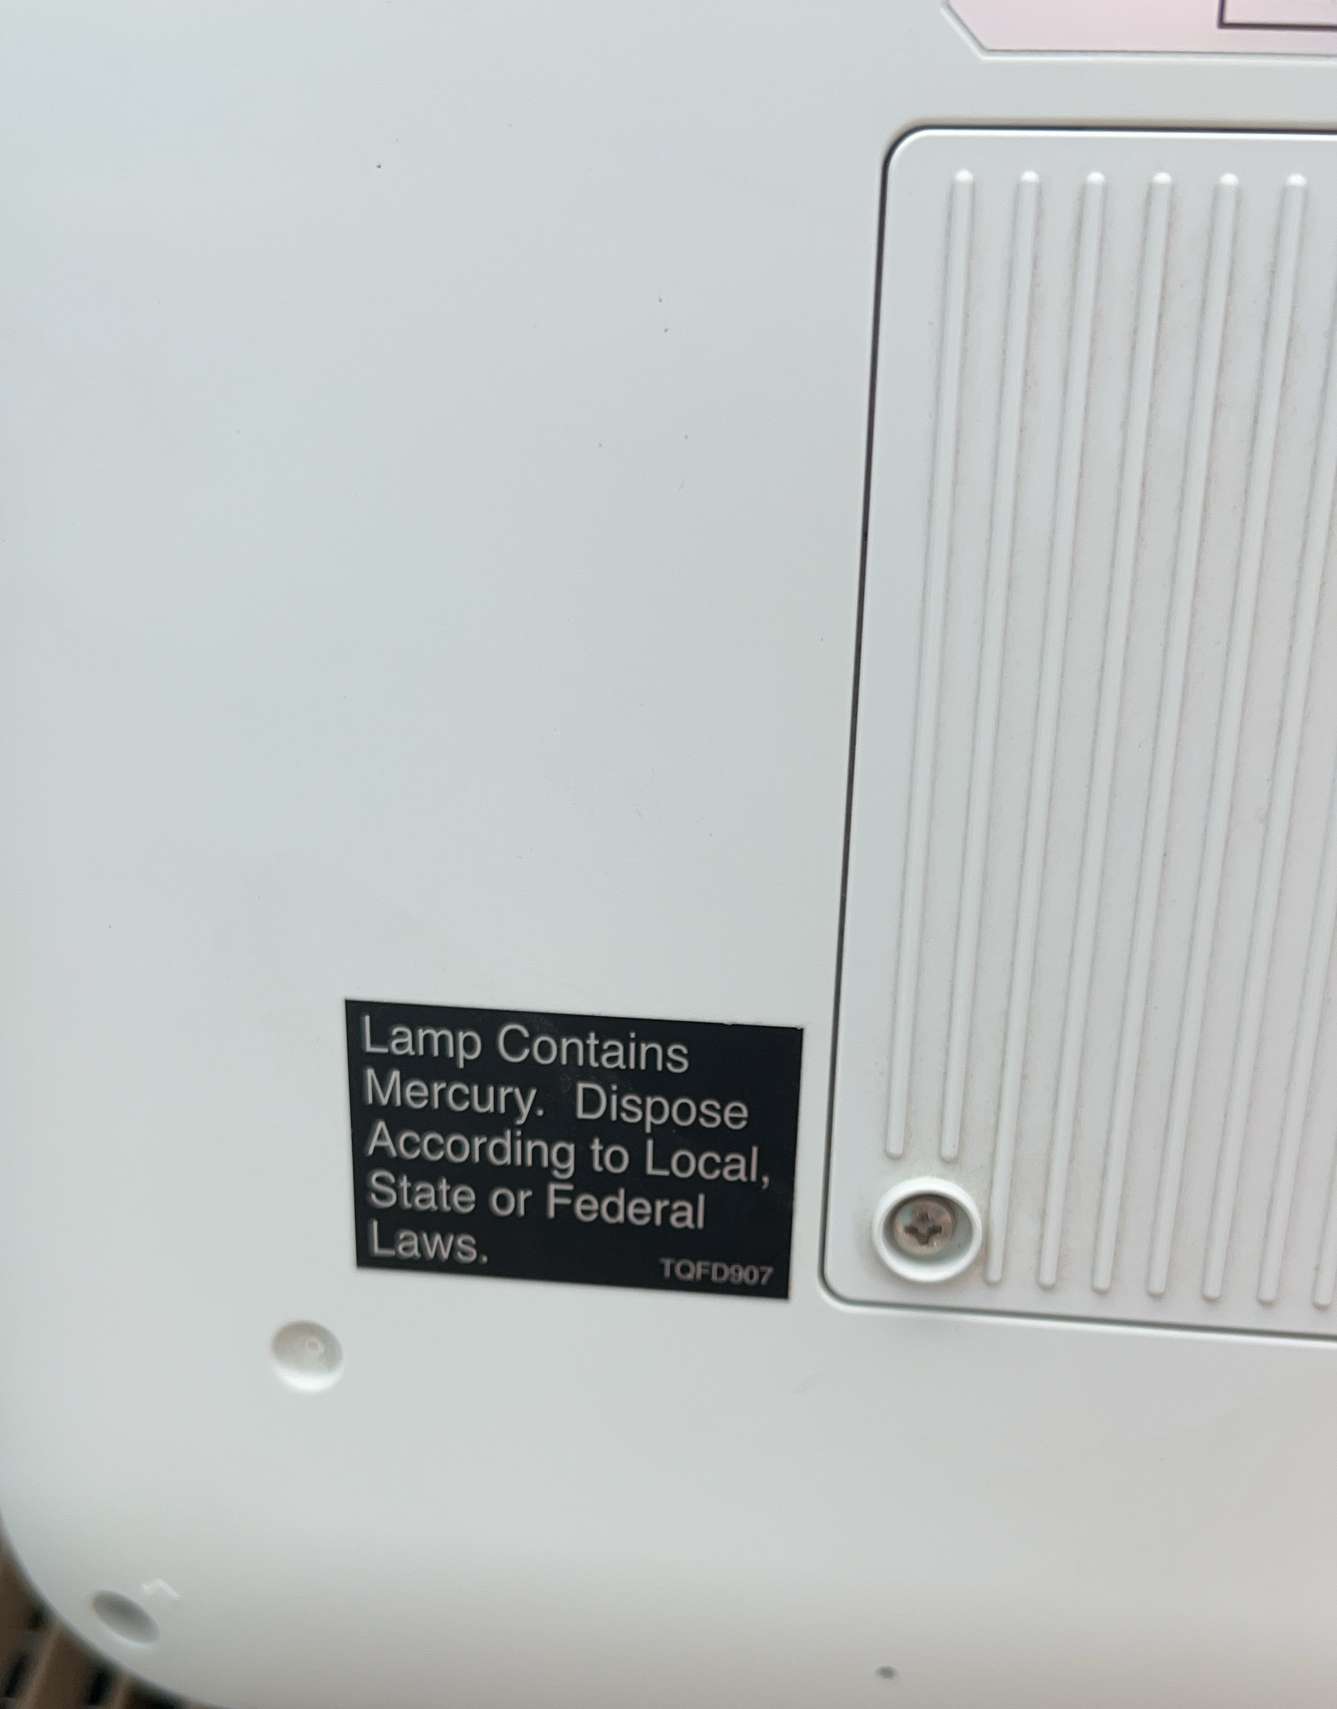 Lamp Contains
Mercury. Dispose
According to Local,
State or Federal
Laws.
TQFD907